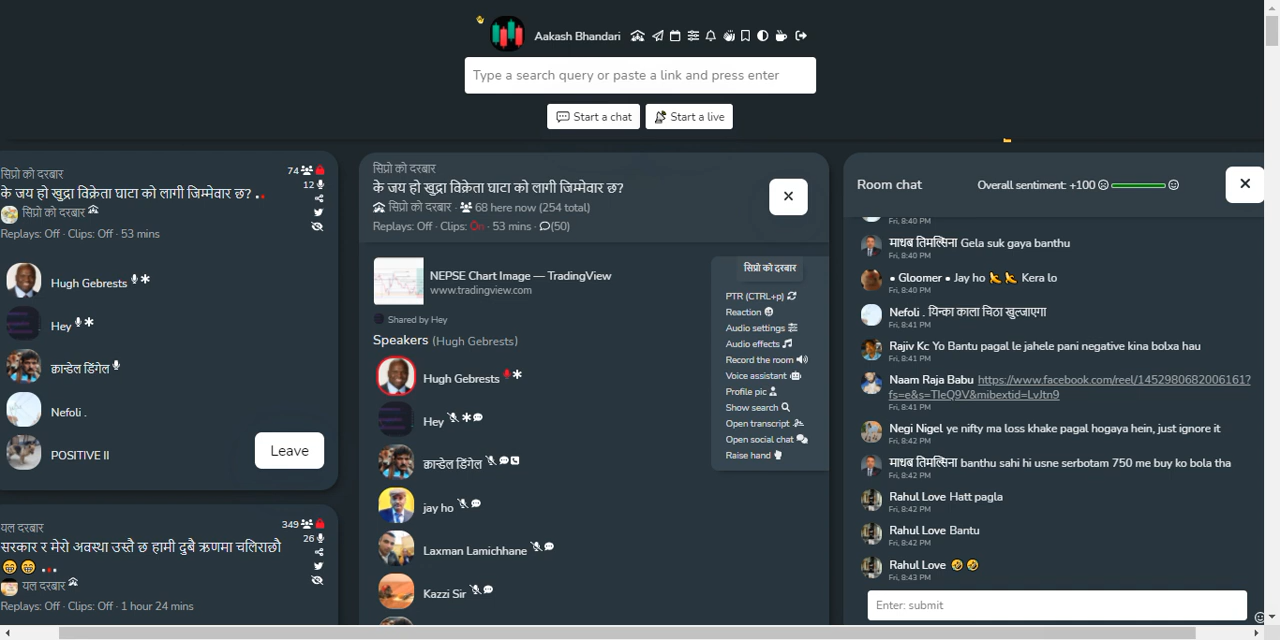 Aakash Bhandari
Type a search query or paste a link and press enter
Start a chat
Start a live
सिप्रो को दरबार
74
के जय हो खुद्रा विक्रेता घाटा को लागी जिम्मेवार छ? ..
12
सिप्रो को दरबार
Replays: Off · Clips: Off · 53 mins
Hugh Gebrests
Hey
क्रान्डेल डिंगेल
Nefoli .
POSITIVE II
Leave
यल दरबार
349
26
सरकार र मेरो अवस्था उस्तै छ हामी दुबै ऋणमा चलिराछौ
😁 😁 ...
यल दरबार
Replays: Off · Clips: Off · 1 hour 24 mins
सिप्रो को दरबार
के जय हो खुद्रा विक्रेता घाटा को लागी जिम्मेवार छ?
सिप्रो को दरबार · 68 here now (254 total)
Replays: Off · Clips: On · 53 mins · (50)
NEPSE Chart Image — TradingView
www.tradingview.com
Shared by Hey
Speakers (Hugh Gebrests)
Hugh Gebrests
Hey
क्रान्डेल डिंगेल
jay ho
Laxman Lamichhane
Kazzi Sir
सिप्रो को दरबार
PTR (CTRL+p)
Reaction
Audio settings
Audio effects
Record the room
Voice assistant
Profile pic
Show search
Open transcript
Open social chat
Raise hand
Room chat
Overall sentiment: +100
Fri, 8:40 PM
माधब तिमल्सिना Gela suk gaya banthu
Fri, 8:40 PM
• Gloomer • Jay ho Kera lo
Fri, 8:40 PM
Nefoli . यिन्का काला चिठा खुल्जाएगा
Fri, 8:41 PM
Rajiv Kc Yo Bantu pagal le jahele pani negative kina bolxa hau
Fri, 8:41 PM
Naam Raja Babu https://www.facebook.com/reel/1452980682006161?
fs=e&s=TIeQ9V&mibextid=LvJtn9
Fri, 8:41 PM
Negi Nigel ye nifty ma loss khake pagal hogaya hein, just ignore it
Fri, 8:42 PM
माधब तिमल्सिना banthu sahi hi usne serbotam 750 me buy ko bola tha
Fri, 8:42 PM
Rahul Love Hatt pagla
Fri, 8:42 PM
Rahul Love Bantu
Fri, 8:42 PM
Rahul Love 🤣 🤣
Fri, 8:43 PM
Enter: submit